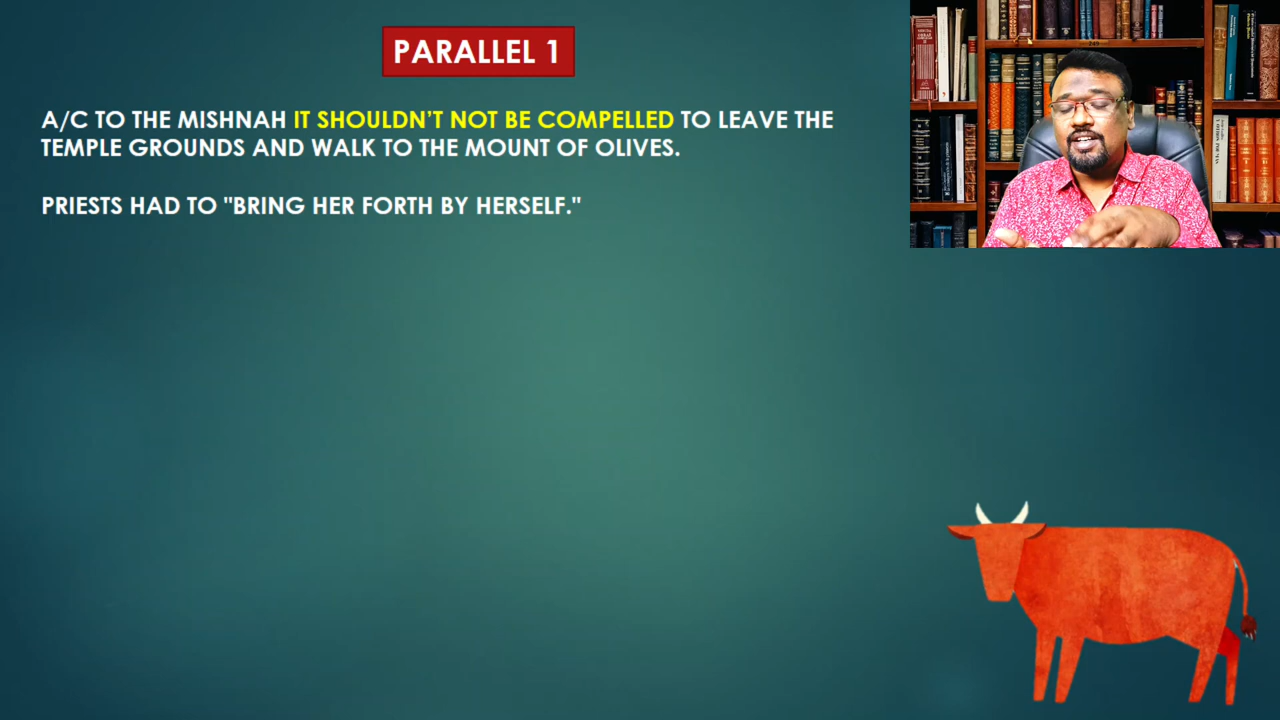 PARALLEL 1
A/C TO THE MISHNAH IT SHOULDN'T NOT BE COMPELLED TO LEAVE THE
TEMPLE GROUNDS AND WALK TO THE MOUNT OF OLIVES.
PRIESTS HAD TO "BRING HER FORTH BY HERSELF."